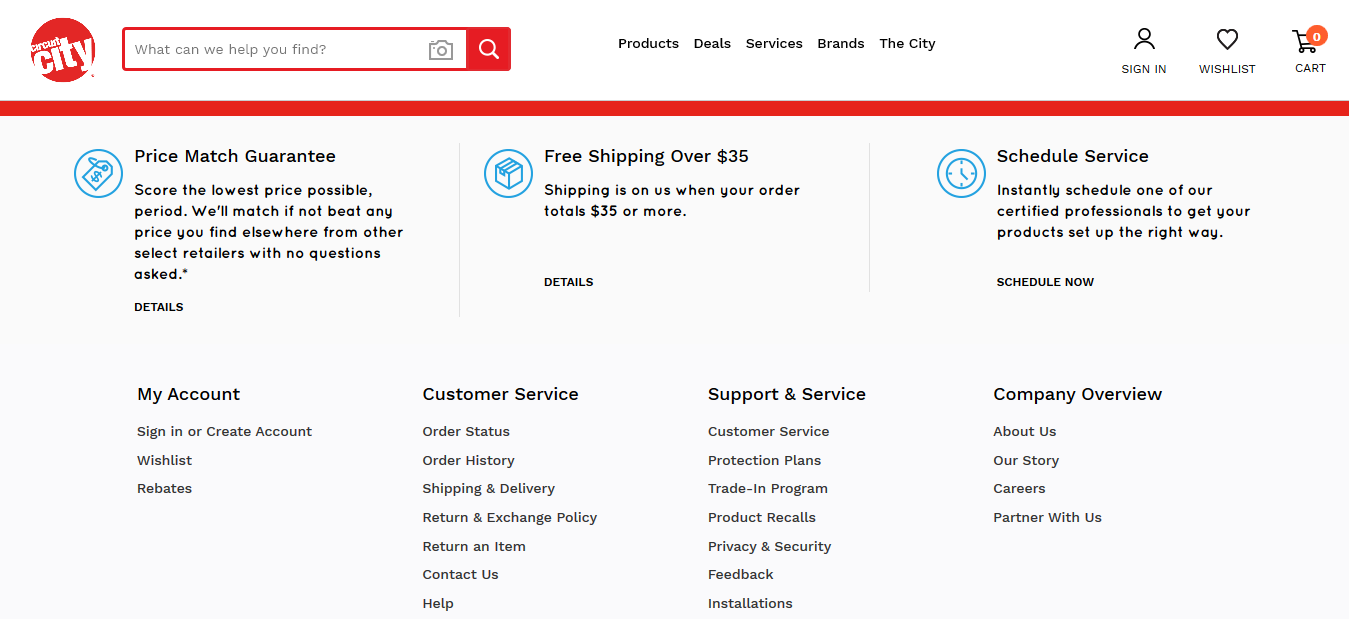 circuit city
What can we help you find?
Products Deals Services Brands The City
SIGN IN
WISHLIST
0
CART
Price Match Guarantee
Score the lowest price possible,
period. We'll match if not beat any
price you find elsewhere from other
select retailers with no questions
asked.*
DETAILS
Free Shipping Over $35
Shipping is on us when your order
totals $35 or more.
DETAILS
Schedule Service
Instantly schedule one of our
certified professionals to get your
products set up the right way.
SCHEDULE NOW
My Account
Sign in or Create Account
Wishlist
Rebates
Customer Service
Order Status
Order History
Shipping & Delivery
Return & Exchange Policy
Return an Item
Contact Us
Help
Support & Service
Customer Service
Protection Plans
Trade-In Program
Product Recalls
Privacy & Security
Feedback
Installations
Company Overview
About Us
Our Story
Careers
Partner With Us